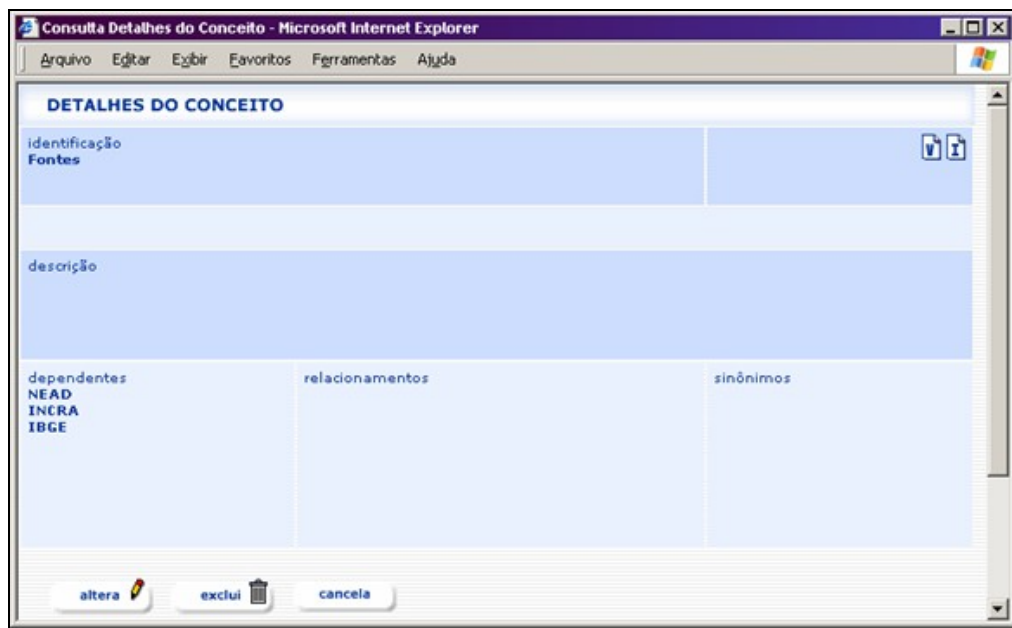 Consulta Detalhes do Conceito - Microsoft Internet Explorer
Arquivo Editar Exibir Favoritos Ferramentas Ajuda
DETALHES DO CONCEITO
identificação
Fontes
V I
descrição
dependentes relacionamentos sinônimos
NEAD
INCRA
IBGE
altera exclui cancela